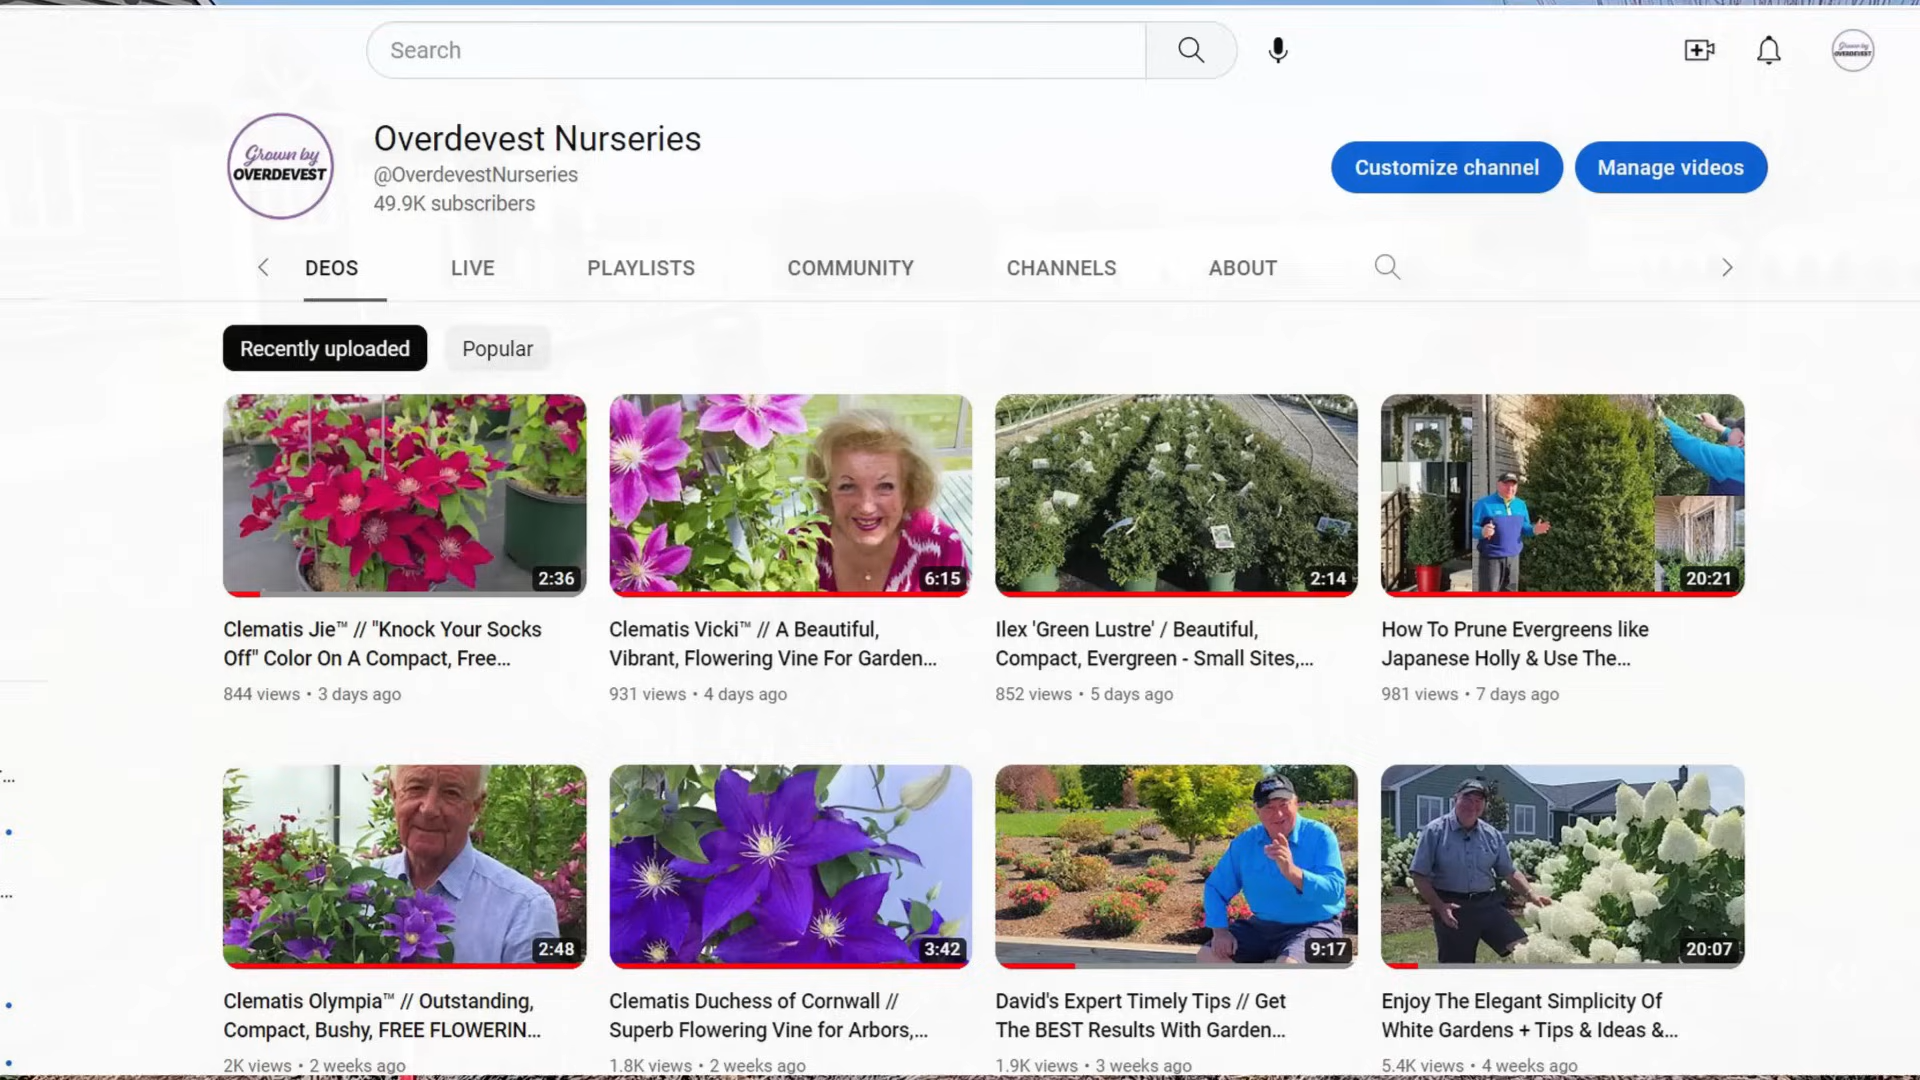 Search
Grown by
OVERDEVEST
Grown by
OVERDEVEST
Overdevest Nurseries
@OverdevestNurseries
49.9K subscribers
Customize channel
Manage videos
DEOS
LIVE
PLAYLISTS
COMMUNITY
CHANNELS
ABOUT
Recently uploaded
Popular
2:36
6:15
2:14
20:21
Clematis Jie™ // "Knock Your Socks
Off" Color On A Compact, Free...
844 views • 3 days ago
Clematis Vicki™ // A Beautiful,
Vibrant, Flowering Vine For Garden...
931 views • 4 days ago
Ilex 'Green Lustre' / Beautiful,
Compact, Evergreen - Small Sites,...
852 views • 5 days ago
How To Prune Evergreens like
Japanese Holly & Use The...
981 views • 7 days ago
2:48
3:42
9:17
20:07
Clematis Olympia™ // Outstanding,
Compact, Bushy, FREE FLOWERIN...
2K views • 2 weeks ago
Clematis Duchess of Cornwall //
Superb Flowering Vine for Arbors,...
1.8K views • 2 weeks ago
David's Expert Timely Tips // Get
The BEST Results With Garden...
1.9K views • 3 weeks ago
Enjoy The Elegant Simplicity Of
White Gardens + Tips & Ideas &...
5.4K views • 4 weeks ago